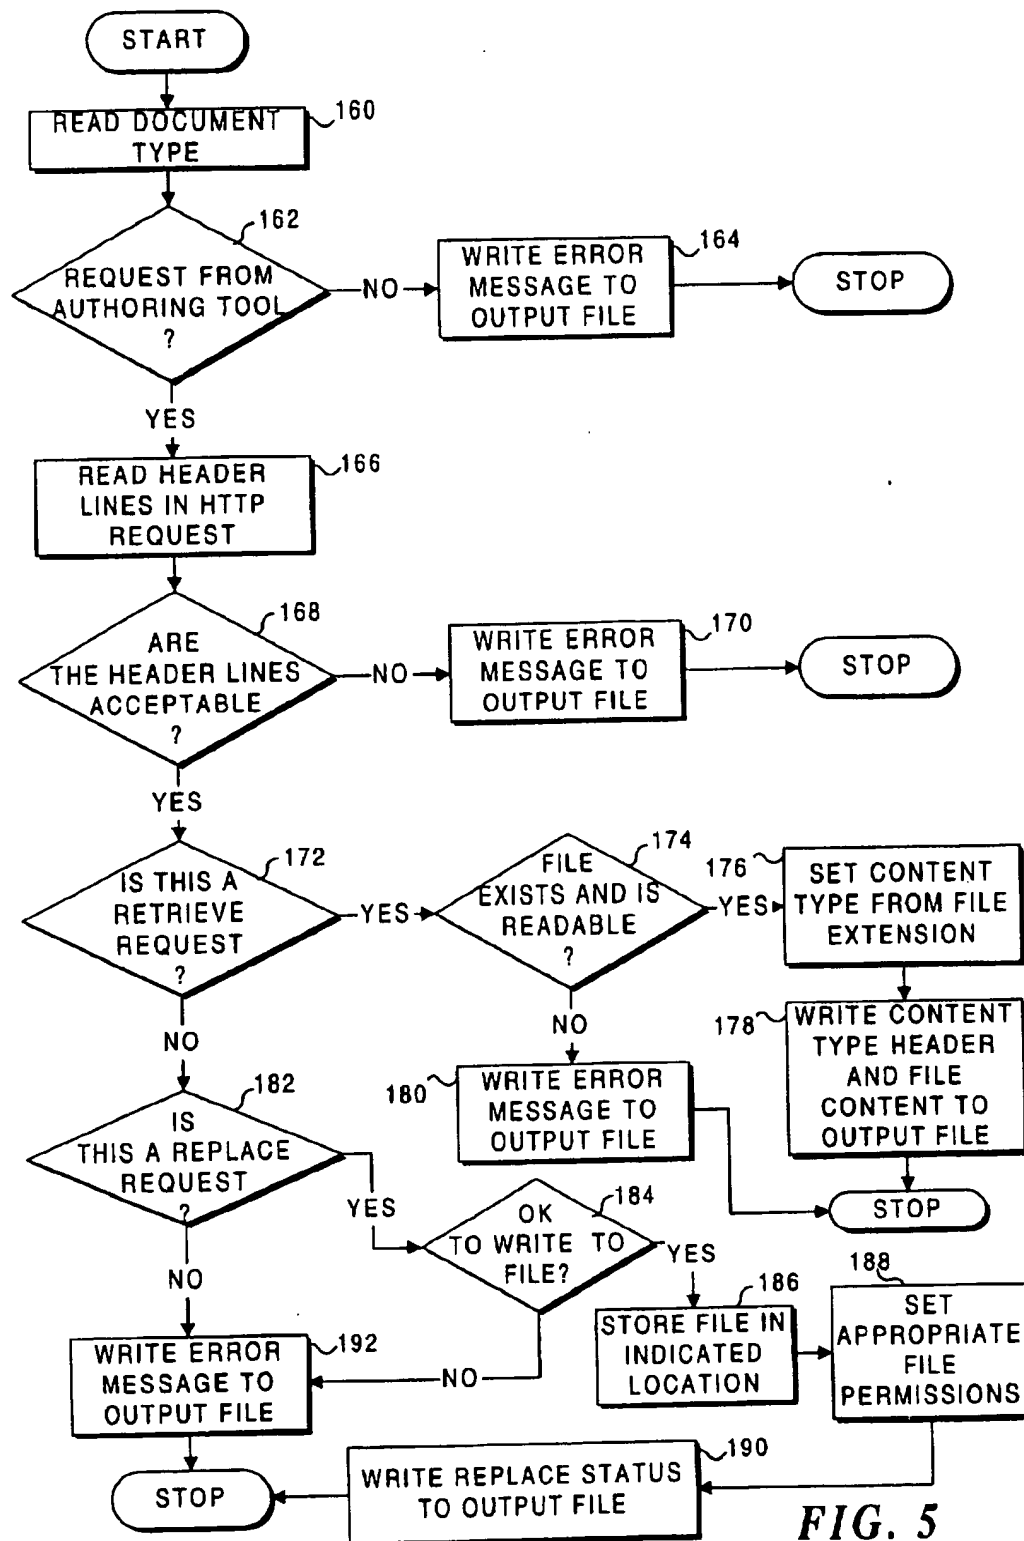 START
READ DOCUMENT
TYPE
160
REQUEST FROM
AUTHORING TOOL
?
162
NO
WRITE ERROR
MESSAGE TO
OUTPUT FILE
164
STOP
YES
READ HEADER
LINES IN HTTP
REQUEST
166
ARE
THE HEADER LINES
ACCEPTABLE
?
168
NO
WRITE ERROR
MESSAGE TO
OUTPUT FILE
170
STOP
YES
IS THIS A
RETRIEVE
REQUEST
?
172
YES
FILE
EXISTS AND IS
READABLE
?
174
YES
176
SET CONTENT
TYPE FROM FILE
EXTENSION
178
WRITE CONTENT
TYPE HEADER
AND FILE
CONTENT TO
OUTPUT FILE
NO
180
WRITE ERROR
MESSAGE TO
OUTPUT FILE
STOP
NO
IS
THIS A REPLACE
REQUEST
?
182
YES
OK
TO WRITE TO
FILE?
184
YES
STORE FILE IN
INDICATED
LOCATION
186
188
SET
APPROPRIATE
FILE
PERMISSIONS
NO
NO
WRITE ERROR
MESSAGE TO
OUTPUT FILE
192
STOP
WRITE REPLACE STATUS
TO OUTPUT FILE
190
FIG. 5